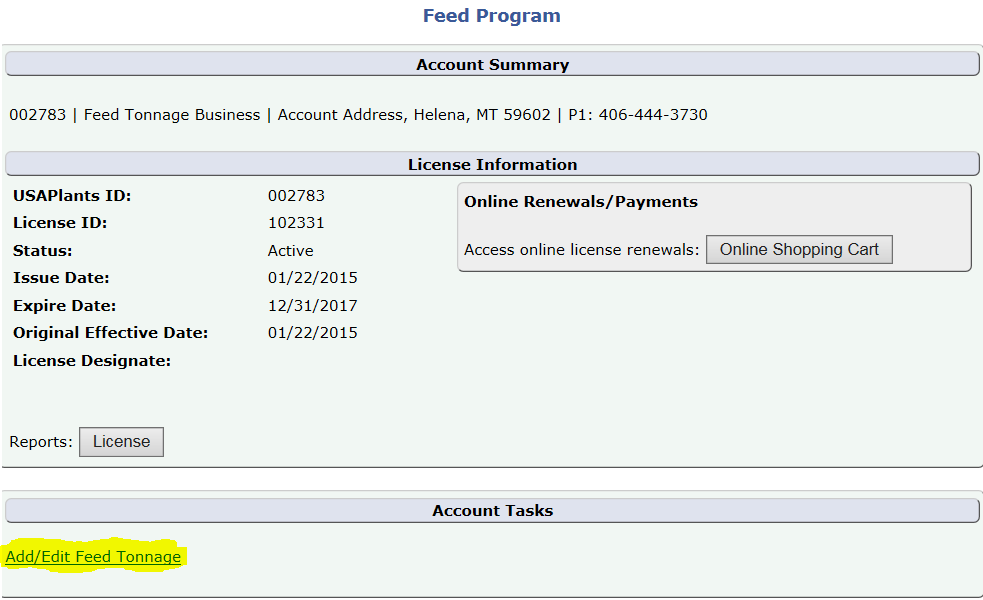 Feed Program
Account Summary
002783 | Feed Tonnage Business | Account Address, Helena, MT 59602 | P1: 406-444-3730
License Information
USAPlants ID: 002783
License ID: 102331
Status: Active
Issue Date: 01/22/2015
Expire Date: 12/31/2017
Original Effective Date: 01/22/2015
License Designate:
Online Renewals/Payments
Access online license renewals: Online Shopping Cart
Reports: License
Account Tasks
Add/Edit Feed Tonnage